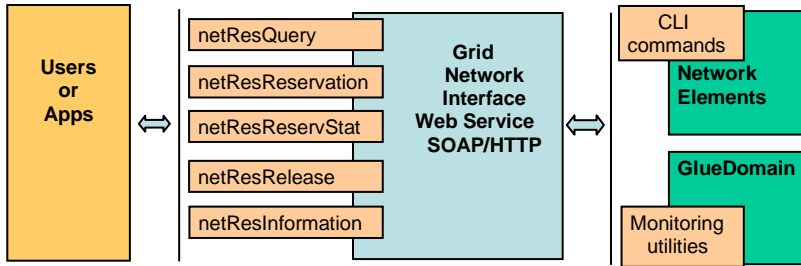 Users
or
Apps
netResQuery
netResReservation
netResReservStat
netResRelease
netResInformation
Grid
Network
Interface
Web Service
SOAP/HTTP
CLI
commands
Network
Elements
GlueDomain
Monitoring
utilities